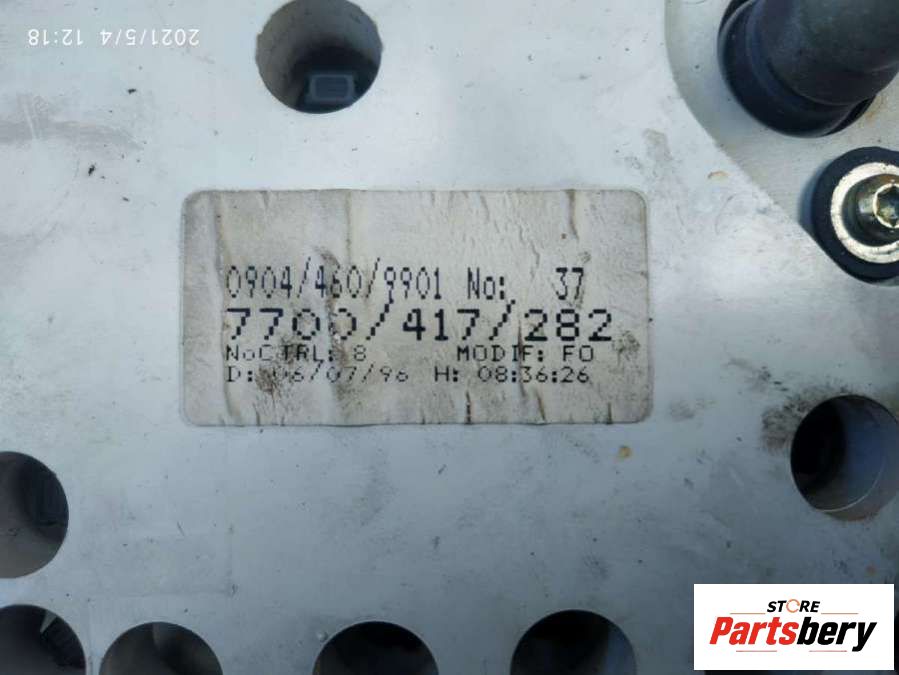 2021/5/4 12:18
0904/460/9901 No: 37
7700/417/282
NoCTRL: 8 MODIF: FO
D: 06/07/96 H: 08:36:26
STORE
Partsbery